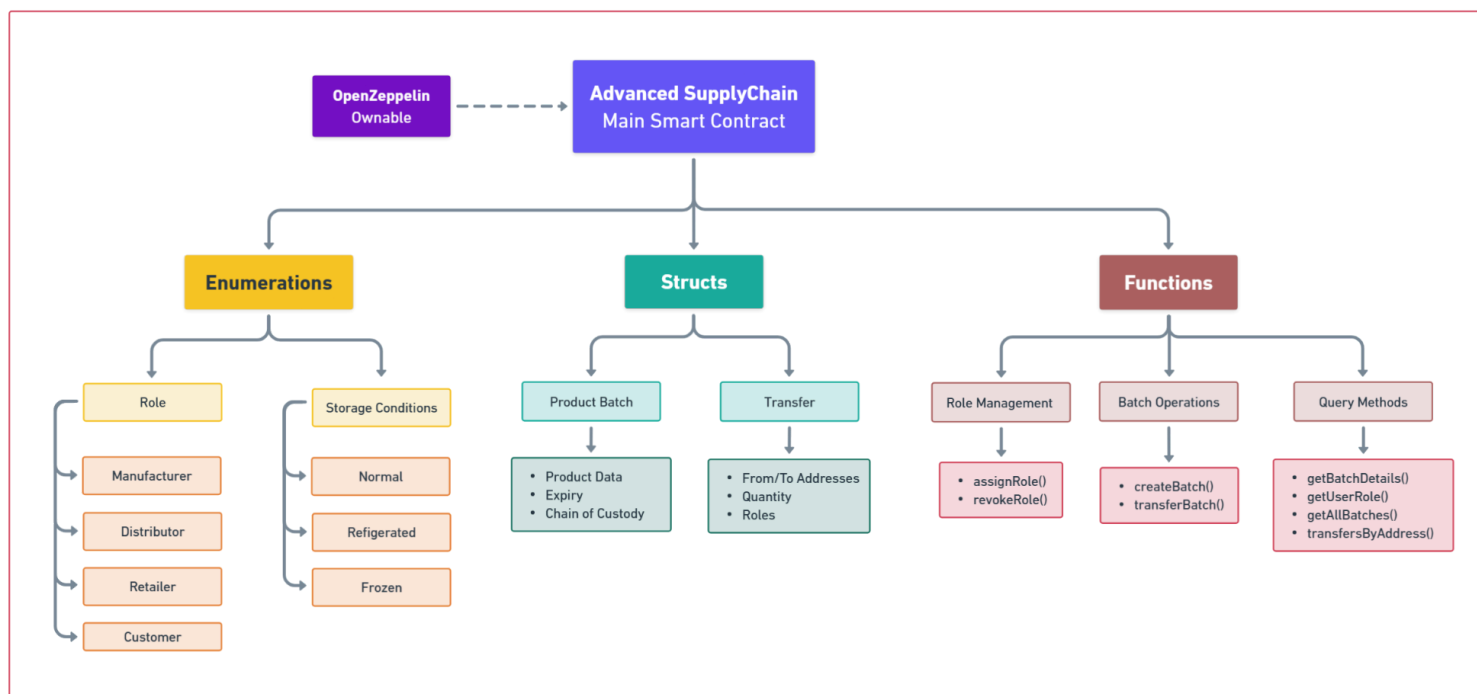 OpenZeppelin
Ownable
Advanced SupplyChain
Main Smart Contract
Enumerations
Structs
Functions
Role
Storage Conditions
Product Batch
Transfer
Role Management
Batch Operations
Query Methods
Manufacturer
Distributor
Retailer
Customer
Normal
Refigerated
Frozen
• Product Data
• Expiry
• Chain of Custody
• From/To Addresses
• Quantity
• Roles
• assignRole()
• revokeRole()
• createBatch()
• transferBatch()
• getBatchDetails()
• getUserRole()
• getAllBatches()
• transfersByAddress()